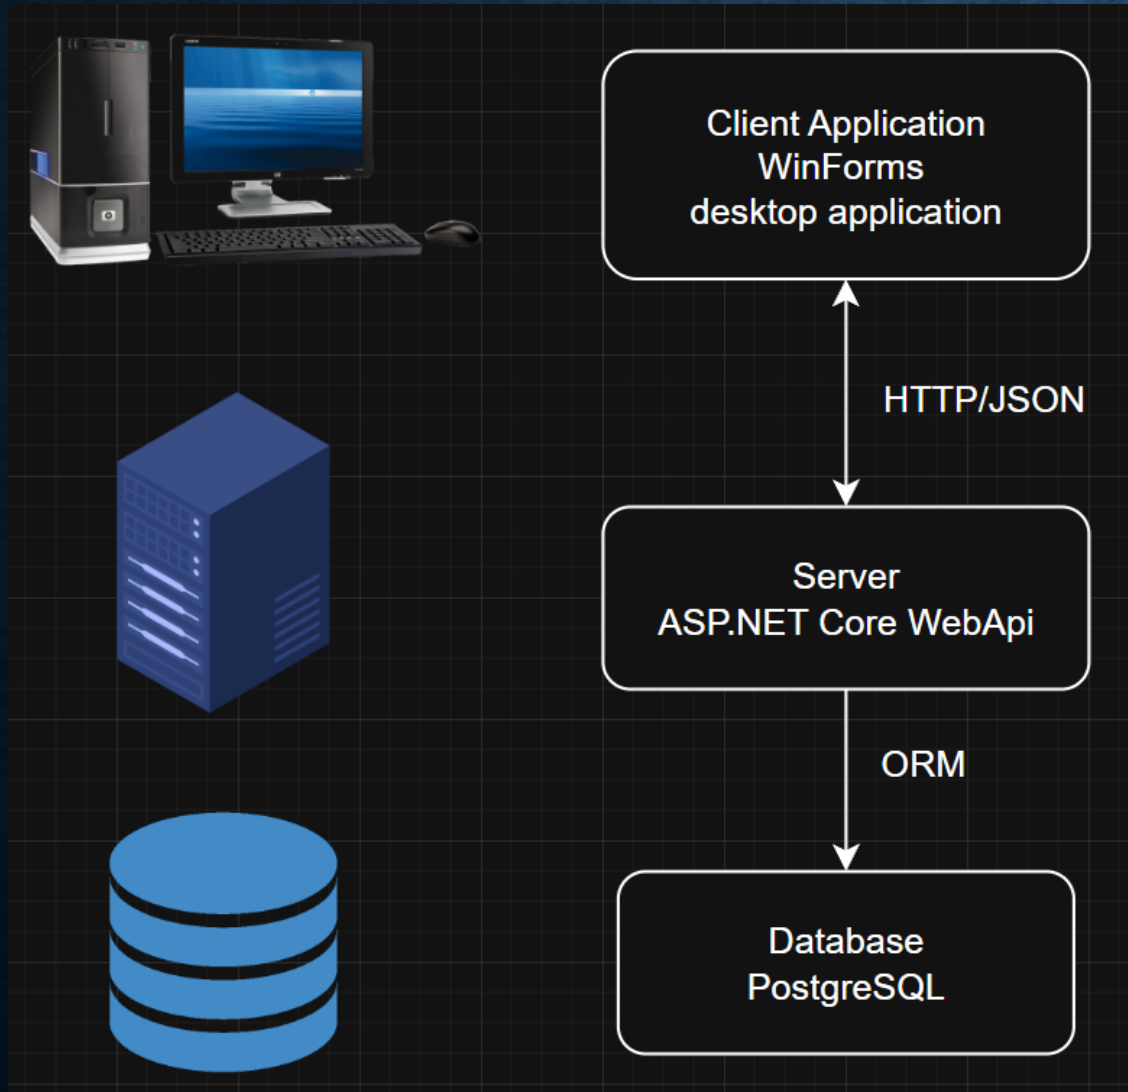 Client Application
WinForms
desktop application
HTTP/JSON
Server
ASP.NET Core WebApi
ORM
Database
PostgreSQL